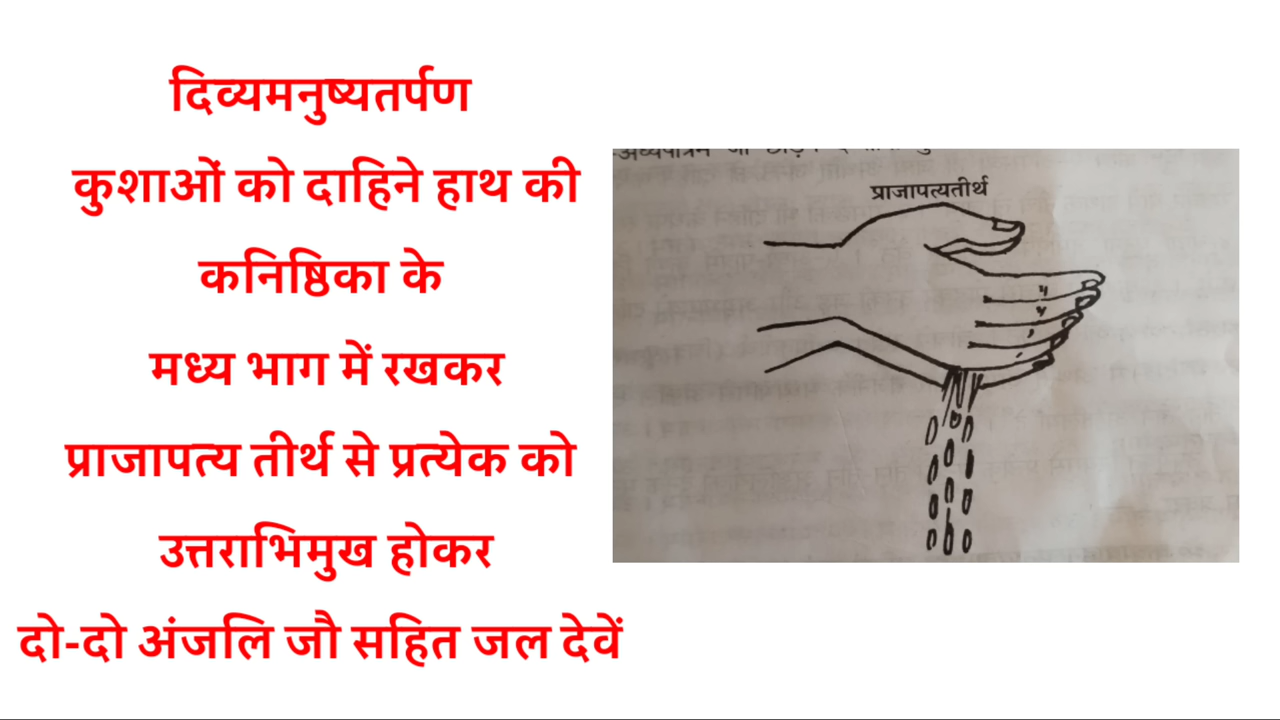 दिव्यमनुष्यतर्पण
कुशाओं को दाहिने हाथ की
कनिष्ठिका के
मध्य भाग में रखकर
प्राजापत्य तीर्थ से प्रत्येक को
उत्तराभिमुख होकर
दो-दो अंजलि जौ सहित जल देवें
प्राजापत्यतीर्थ